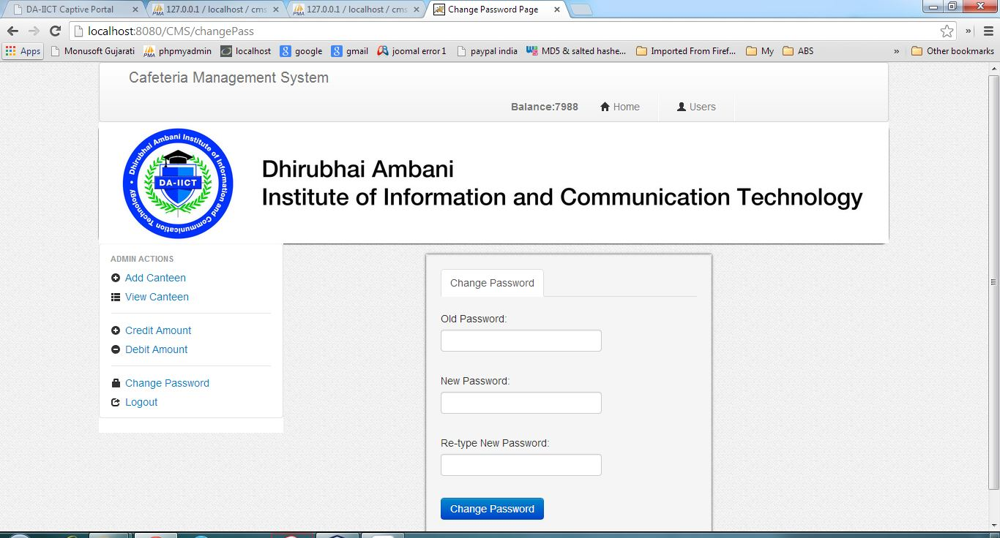 DA-IICT Captive Portal
127.0.0.1 / localhost / cms
127.0.0.1 / localhost / cms
Change Password Page
localhost:8080/CMS/changePass
Apps
Monusoft Gujarati
phpmyadmin
localhost
google
gmail
joomal error1
paypal india
MD5 & salted hashe...
Imported From Firef...
My
ABS
»
Other bookmarks
Cafeteria Management System
Balance:7988
Home
Users
Dhirubhai Ambani Institute of Information and Communication Technology
DA-IICT
Dhirubhai Ambani
Institute of Information and Communication Technology
ADMIN ACTIONS
Add Canteen
View Canteen
Credit Amount
Debit Amount
Change Password
Logout
Change Password
Old Password:
New Password:
Re-type New Password:
Change Password